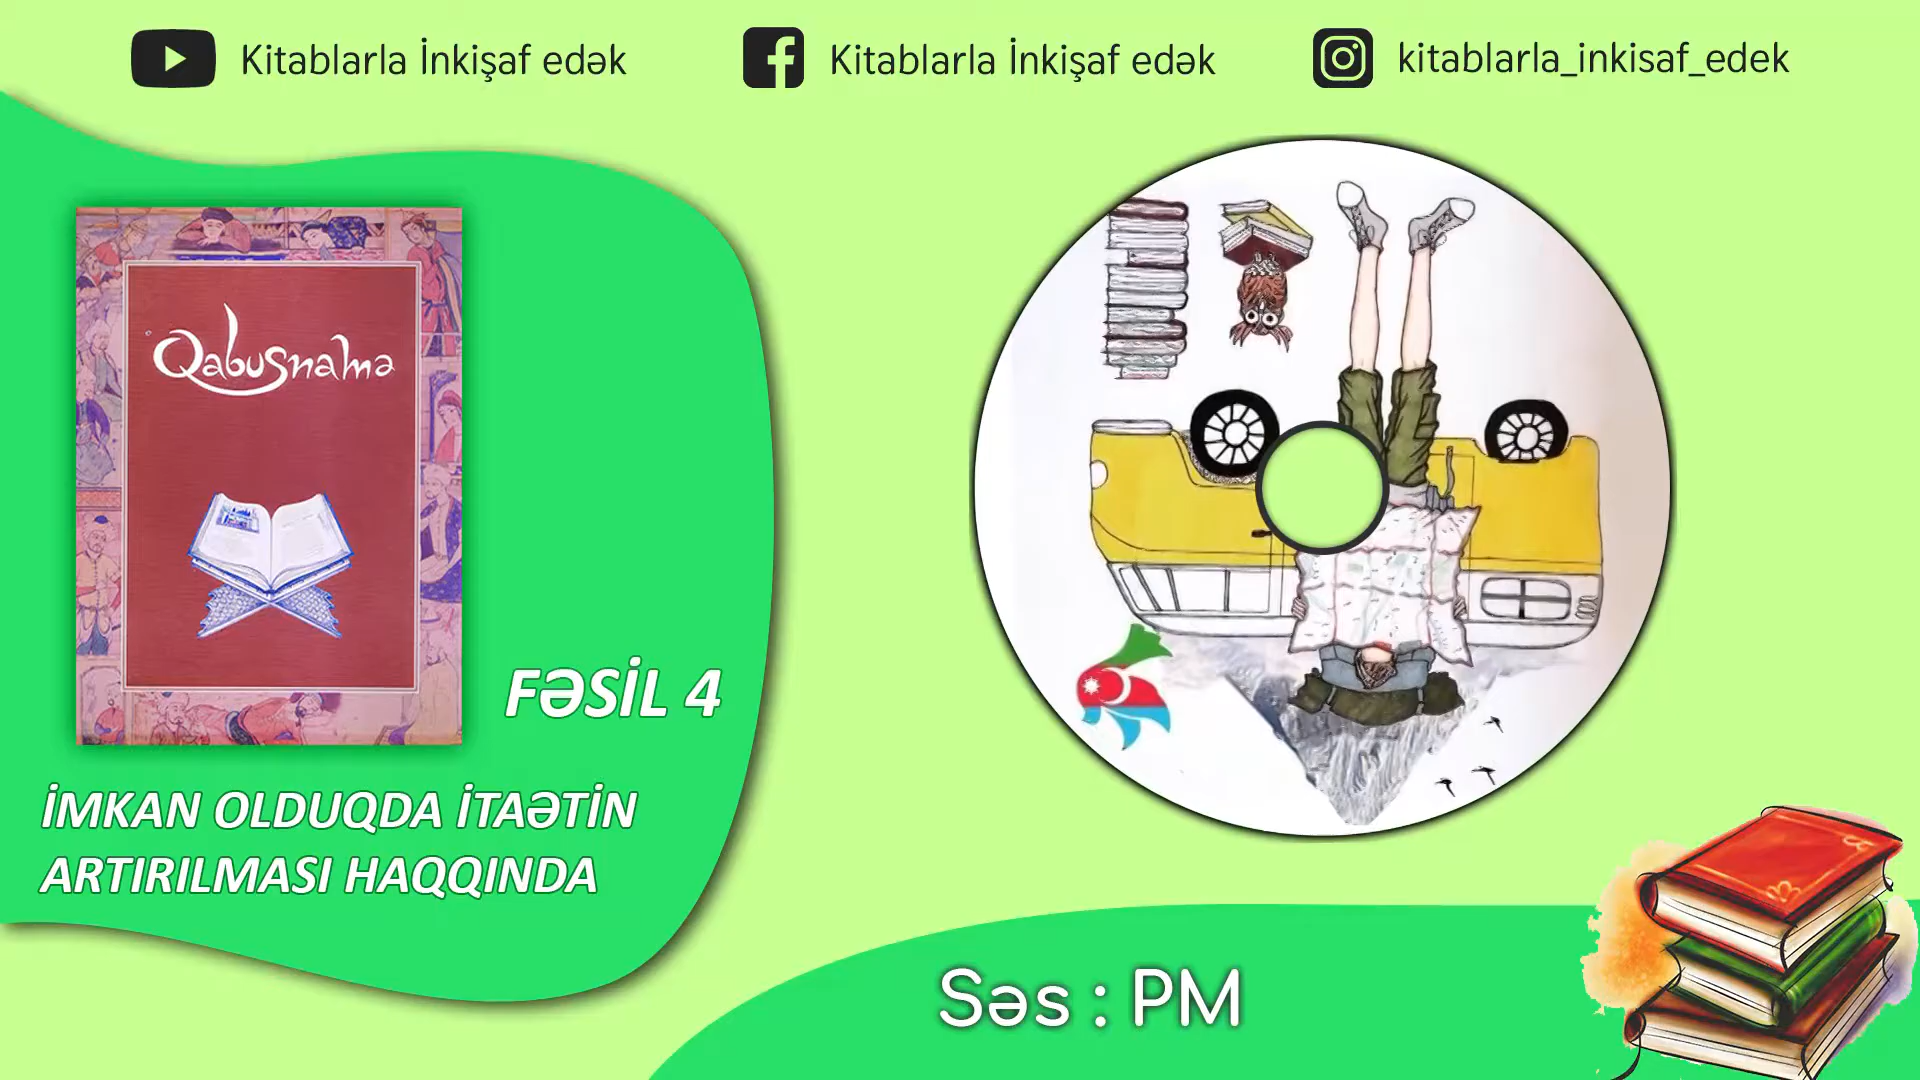 Kitablarla İnkişaf edək
Kitablarla İnkişaf edək
kitablarla_inkisaf_edek
Qabusnamə
FƏSİL 4
İMKAN OLDUQDA İTAƏTİN
ARTIRILMASI HAQQINDA
Səs : PM